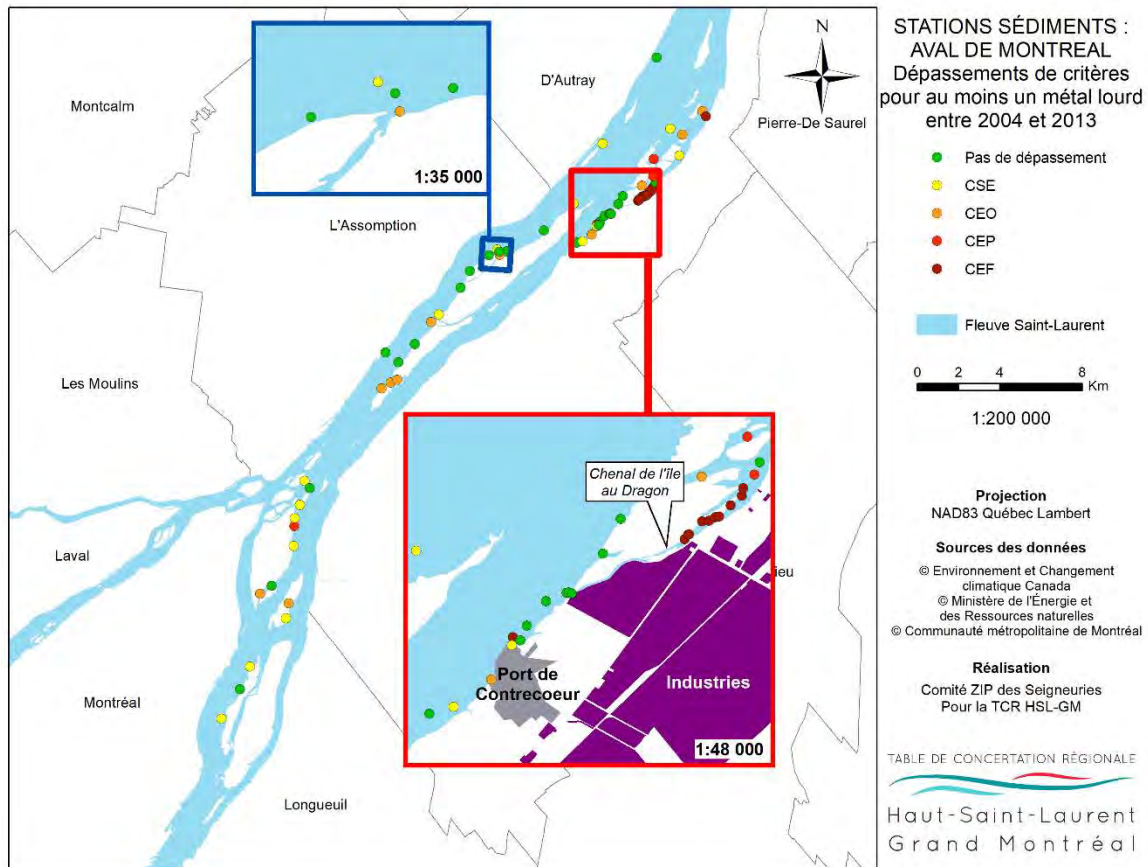 STATIONS SÉDIMENTS :
AVAL DE MONTREAL
Dépassements de critères
pour au moins un métal lourd
entre 2004 et 2013
Pas de dépassement
CSE
CEO
CEP
CEF
Fleuve Saint-Laurent
0 2 4 8
Km
1:200 000
Projection
NAD83 Québec Lambert
Sources des données
© Environnement et Changement
climatique Canada
© Ministère de l'Énergie et
des Ressources naturelles
© Communauté métropolitaine de Montréal
Réalisation
Comité ZIP des Seigneuries
Pour la TCR HSL-GM
TABLE DE CONCERTATION RÉGIONALE
Haut-Saint-Laurent
Grand Montréal
N
Montcalm
D'Autray
Pierre-De Saurel
1:35 000
L'Assomption
Les Moulins
Chenal de l'île
au Dragon
Laval
ieu
Port de
Contrecoeur
Industries
Montréal
1:48 000
Longueuil